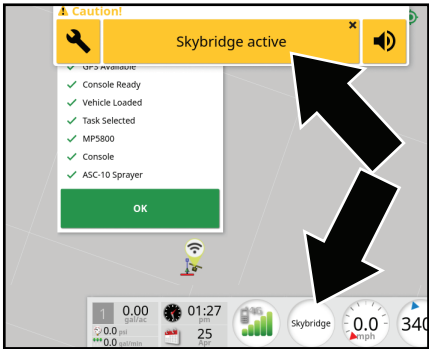 Caution!
Skybridge active
GPS Available
Console Ready
Vehicle Loaded
Task Selected
MP5800
Console
ASC-10 Sprayer
OK
1
0.00
gal/ac
0.0 psi
0.0 gal/min
01:27
pm
25
Apr
4G
Skybridge
0.0
mph
340